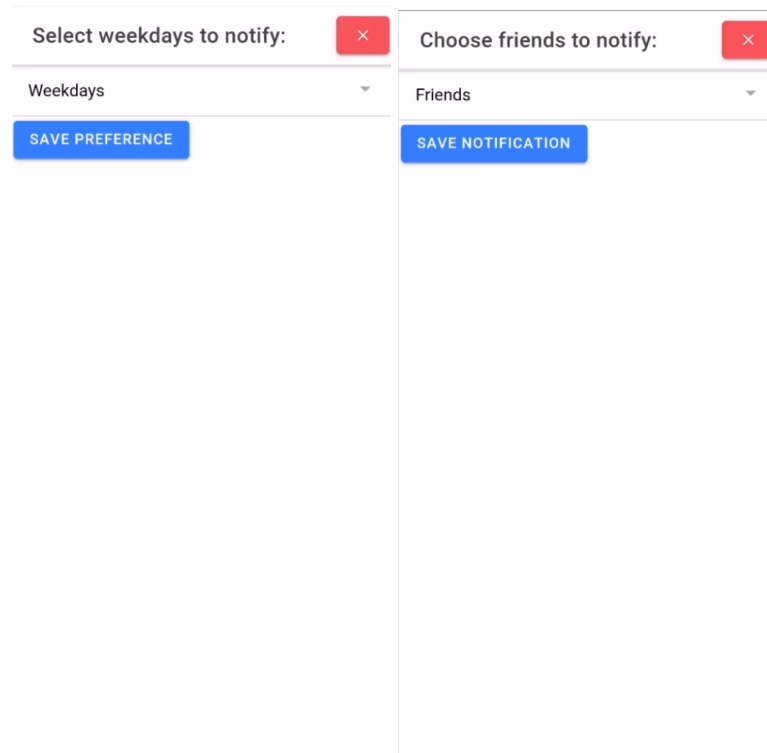 Select weekdays to notify:
Weekdays
SAVE PREFERENCE
Choose friends to notify:
Friends
SAVE NOTIFICATION